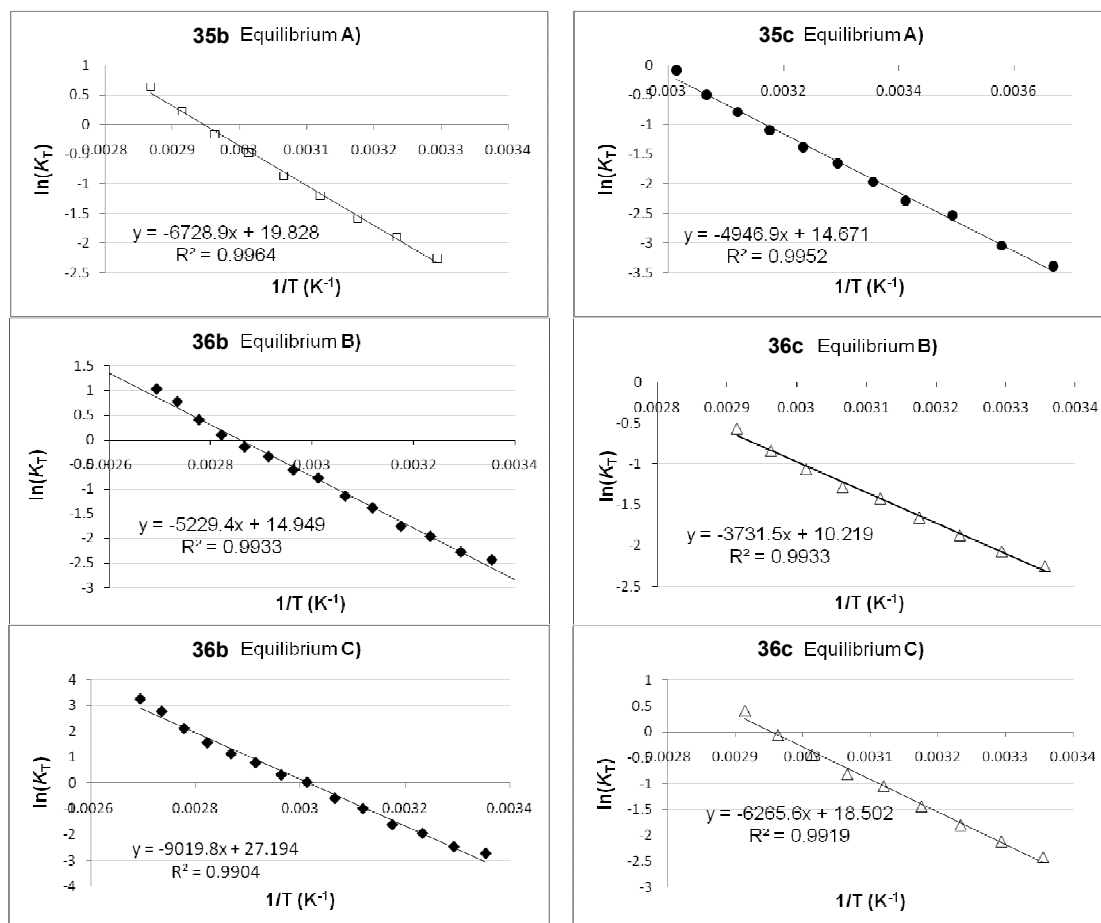 35b Equilibrium A)
1
0.5
0
-0.5
-1
-1.5
-2
-2.5
0.0028 0.0029 0.003 0.0031 0.0032 0.0033 0.0034
ln(K_T)
y = -6728.9x + 19.828
R² = 0.9964
1/T (K⁻¹)
35c Equilibrium A)
0
-0.5
-1
-1.5
-2
-2.5
-3
-3.5
0.003 0.0032 0.0034 0.0036
ln(K_T)
y = -4946.9x + 14.671
R² = 0.9952
1/T (K⁻¹)
36b Equilibrium B)
1.5
1
0.5
0
-0.5
-1
-1.5
-2
-2.5
-3
0.0026 0.0028 0.003 0.0032 0.0034
ln(K_T)
y = -5229.4x + 14.949
R² = 0.9933
1/T (K⁻¹)
36c Equilibrium B)
0
-0.5
-1
-1.5
-2
-2.5
0.0028 0.0029 0.003 0.0031 0.0032 0.0033 0.0034
ln(K_T)
y = -3731.5x + 10.219
R² = 0.9933
1/T (K⁻¹)
36b Equilibrium C)
4
3
2
1
0
-1
-2
-3
-4
0.0026 0.0028 0.003 0.0032 0.0034
ln(K_T)
y = -9019.8x + 27.194
R² = 0.9904
1/T (K⁻¹)
36c Equilibrium C)
1
0.5
0
-0.5
-1
-1.5
-2
-2.5
-3
0.0028 0.0029 0.003 0.0031 0.0032 0.0033 0.0034
ln(K_T)
y = -6265.6x + 18.502
R² = 0.9919
1/T (K⁻¹)